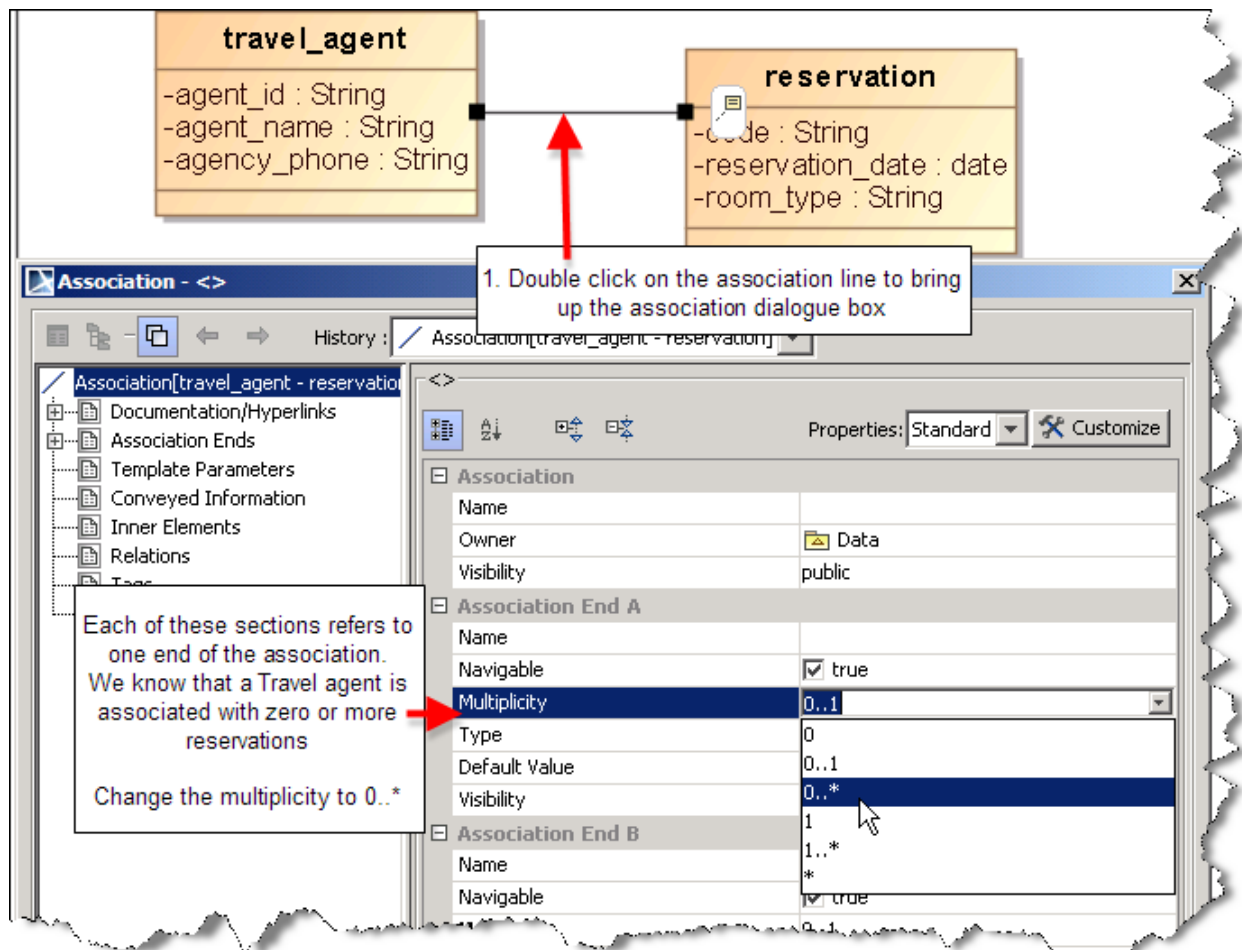 travel_agent
-agent_id : String
-agent_name : String
-agency_phone : String
reservation
-code : String
-reservation_date : date
-room_type : String
1. Double click on the association line to bring
up the association dialogue box
Association - <>
History :
Association[travel_agent - reservation]
Association[travel_agent - reservation
Documentation/Hyperlinks
Association Ends
Template Parameters
Conveyed Information
Inner Elements
Relations
Tags
Each of these sections refers to
one end of the association.
We know that a Travel agent is
associated with zero or more
reservations
Change the multiplicity to 0..*
<>
Properties: Standard Customize
Association
Name
Owner Data
Visibility public
Association End A
Name
Navigable true
Multiplicity 0..1
Type
Default Value
Visibility
0
0..1
0..*
1
1..*
*
Association End B
Name
Navigable true
0..1